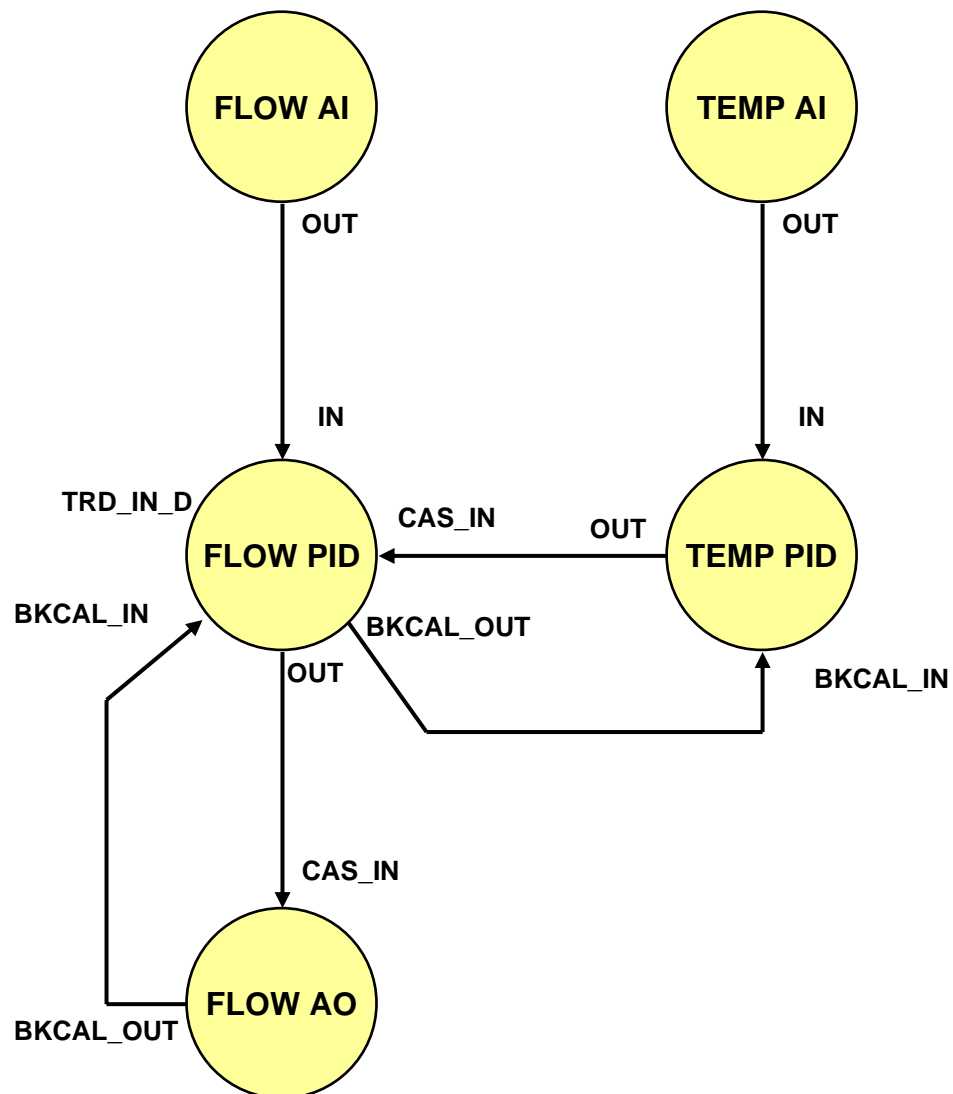 FLOW AI
TEMP AI
OUT
OUT
IN
IN
TRD_IN_D
CAS_IN
OUT
FLOW PID
TEMP PID
BKCAL_IN
BKCAL_OUT
OUT
BKCAL_IN
CAS_IN
FLOW AO
BKCAL_OUT